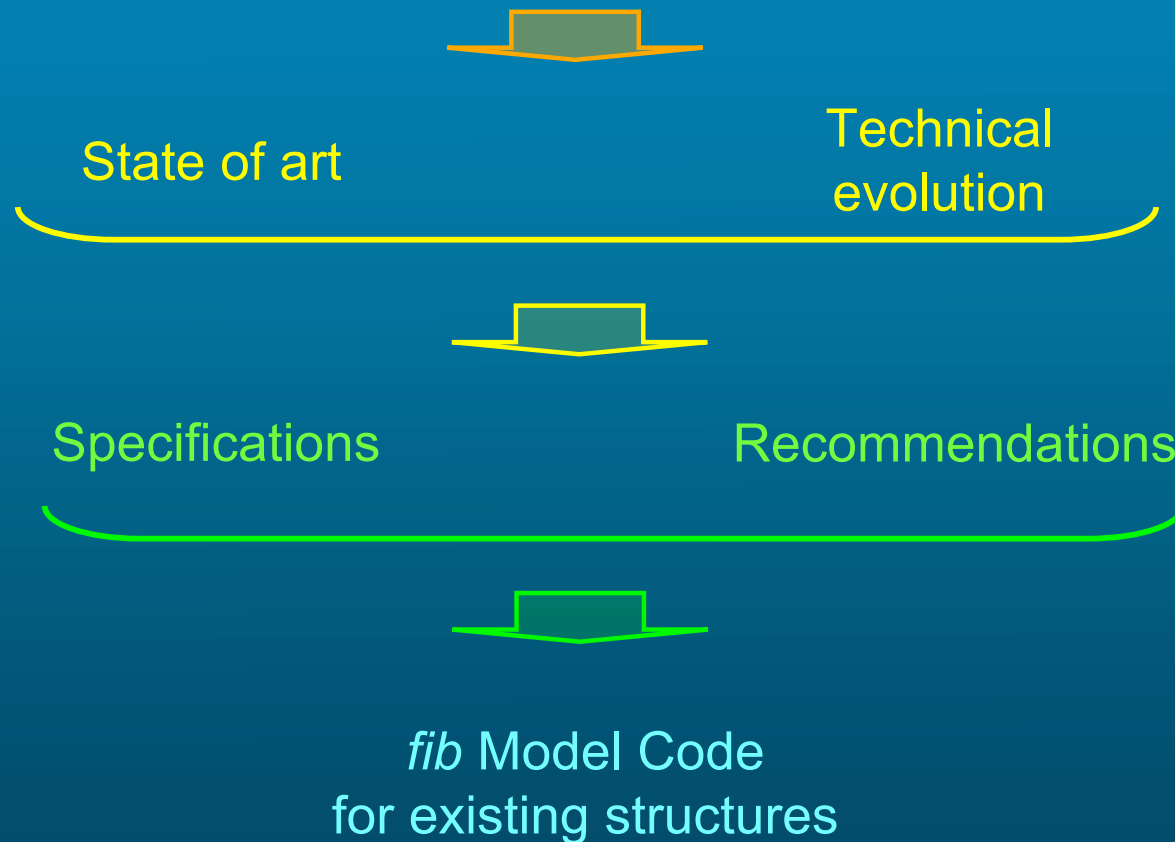 State of art
Technical
evolution
Specifications
Recommendations
fib Model Code
for existing structures